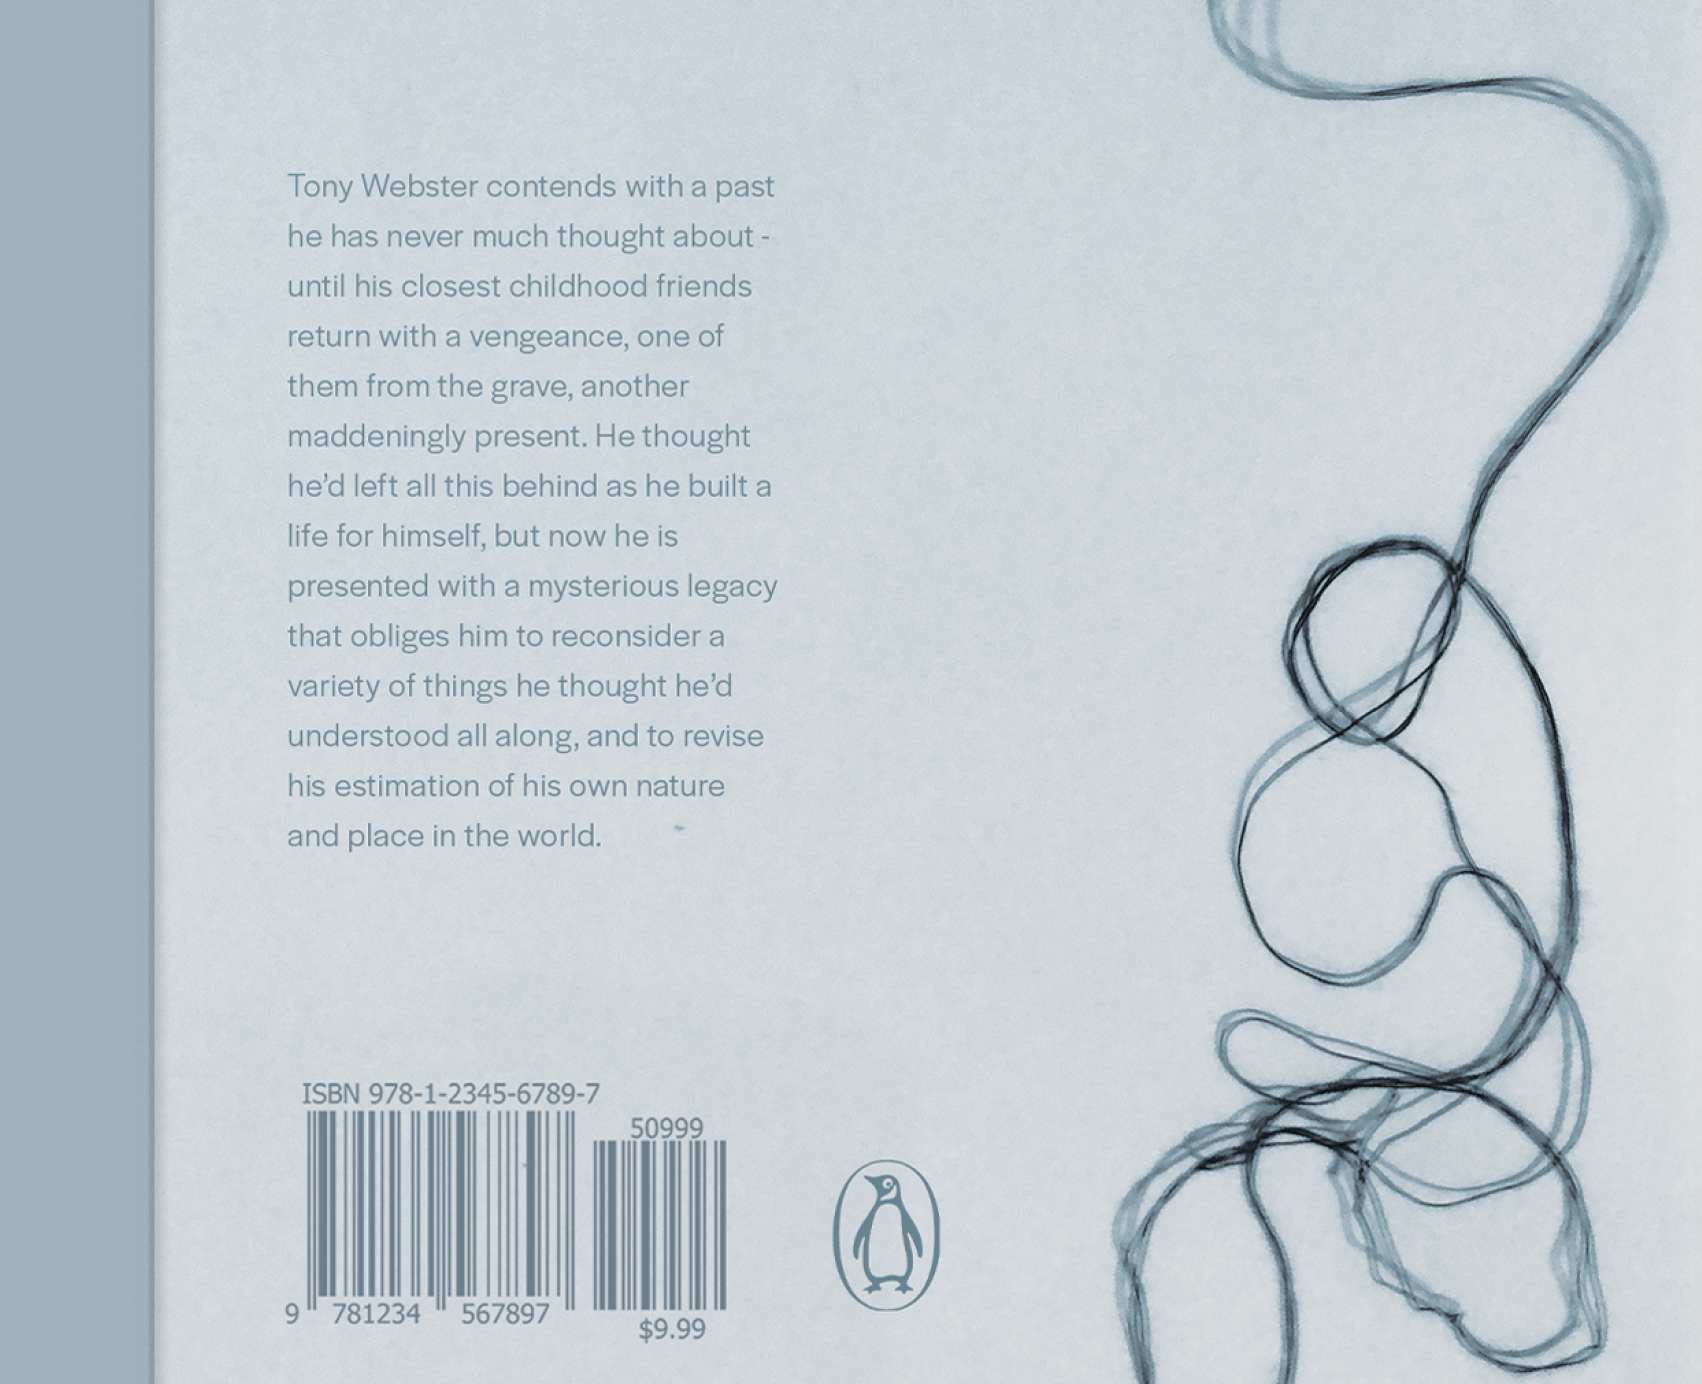 Tony Webster contends with a past
he has never much thought about -
until his closest childhood friends
return with a vengeance, one of
them from the grave, another
maddeningly present. He thought
he’d left all this behind as he built a
life for himself, but now he is
presented with a mysterious legacy
that obliges him to reconsider a
variety of things he thought he’d
understood all along, and to revise
his estimation of his own nature
and place in the world.
ISBN 978-1-2345-6789-7
50999
9 781234 567897
$9.99